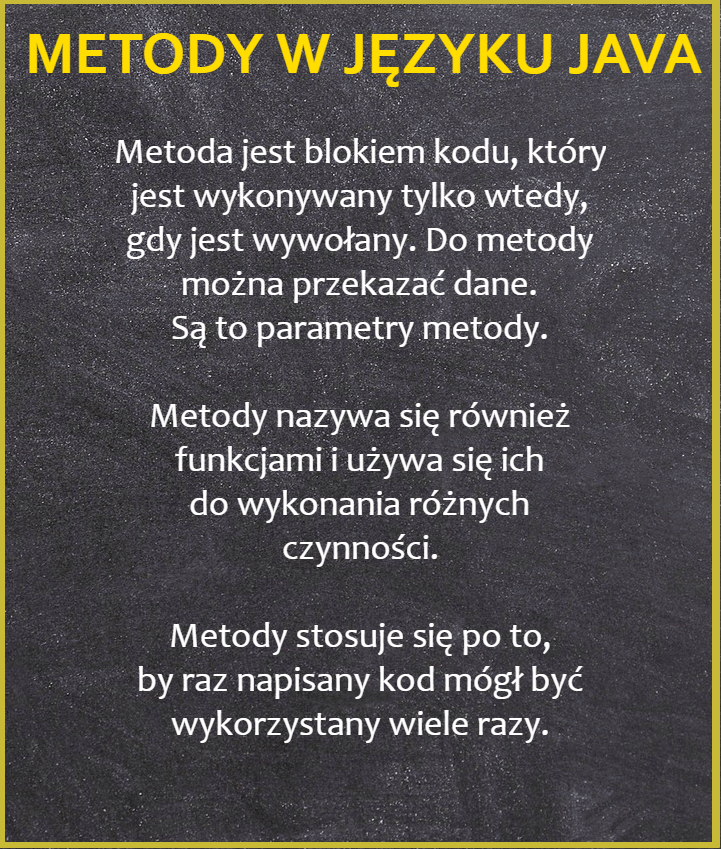 METODY W JĘZYKU JAVA
Metoda jest blokiem kodu, który
jest wykonywany tylko wtedy,
gdy jest wywołany. Do metody
można przekazać dane.
Są to parametry metody.
Metody nazywa się również
funkcjami i używa się ich
do wykonania różnych
czynności.
Metody stosuje się po to,
by raz napisany kod mógł być
wykorzystany wiele razy.